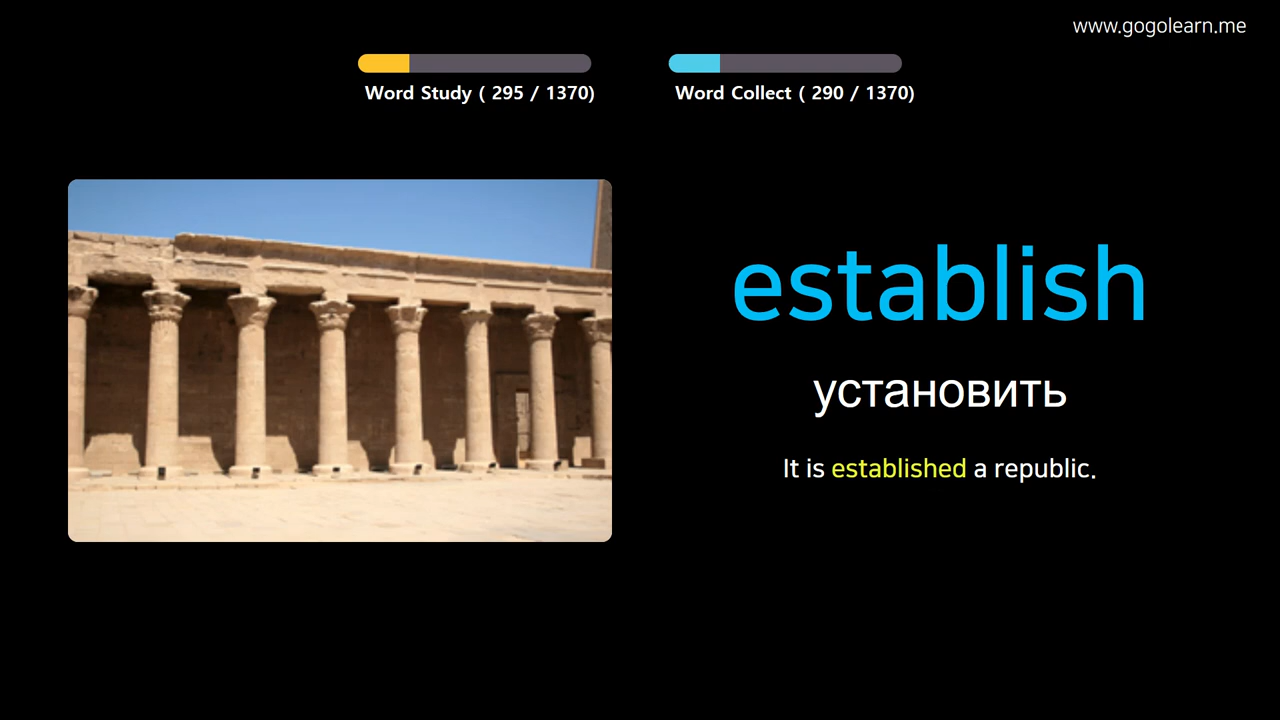 www.gogolearn.me
Word Study ( 295 / 1370)
Word Collect ( 290 / 1370)
establish
установить
It is established a republic.